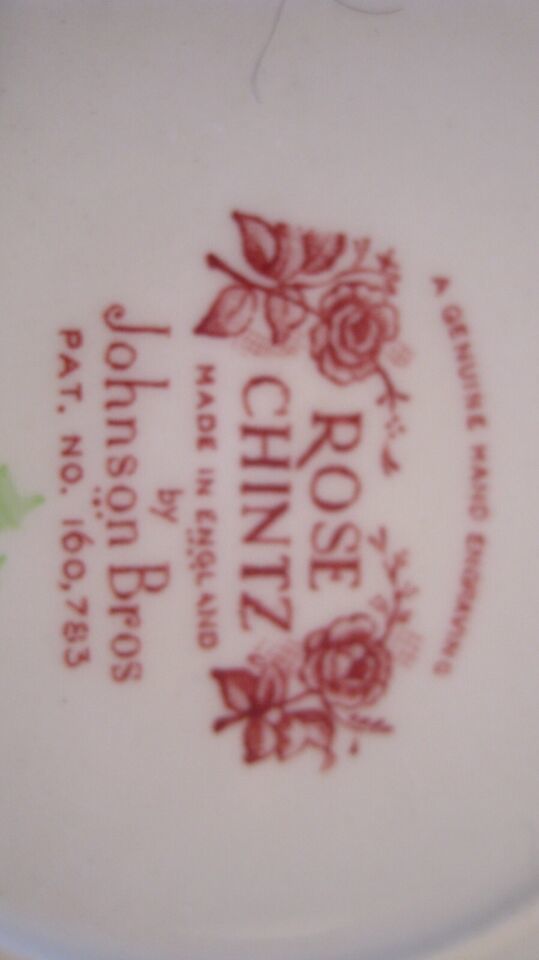 A GENUINE HAND ENGRAVING
ROSE
CHINTZ
MADE IN ENGLAND
by
Johnson Bros
PAT. NO. 160,783